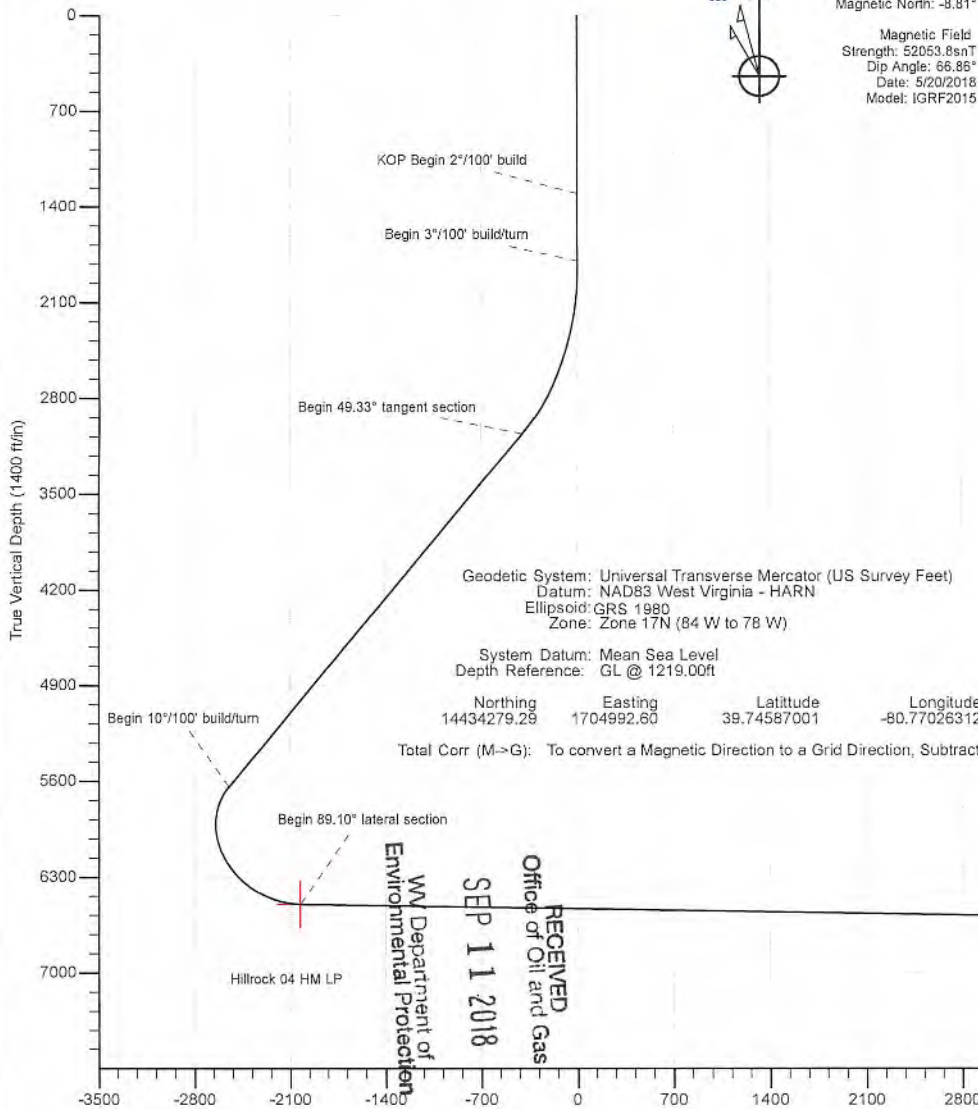 Magnetic North: -8.81°
Magnetic Field
Strength: 52053.8snT
Dip Angle: 66.86°
Date: 5/20/2018
Model: IGRF2015
0
700
1400
2100
2800
3500
4200
4900
5600
6300
7000
True Vertical Depth (1400 ft/in)
KOP Begin 2°/100' build
Begin 3°/100' build/turn
Begin 49.33° tangent section
Geodetic System: Universal Transverse Mercator (US Survey Feet)
Datum: NAD83 West Virginia - HARN
Ellipsoid: GRS 1980
Zone: Zone 17N (84 W to 78 W)
System Datum: Mean Sea Level
Depth Reference: GL @ 1219.00ft
Northing Easting Latittude Longitude
14434279.29 1704992.60 39.74587001 -80.77026312
Total Corr (M->G): To convert a Magnetic Direction to a Grid Direction, Subtract
Begin 10°/100' build/turn
Begin 89.10° lateral section
Hillrock 04 HM LP
RECEIVED
Office of Oil and Gas
SEP 11 2018
WV Department of
Environmental Protection
-3500 -2800 -2100 -1400 -700 0 700 1400 2100 2800